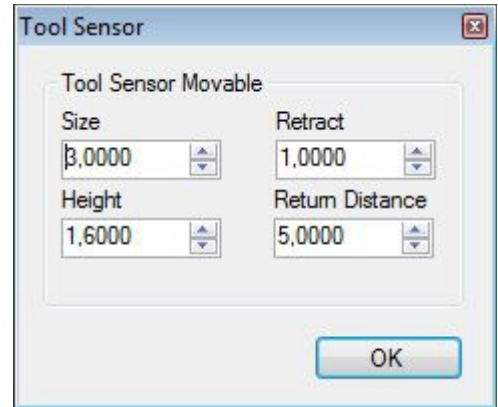 Tool Sensor
Tool Sensor Movable
Size Retract
3,0000 1,0000
Height Return Distance
1,6000 5,0000
OK